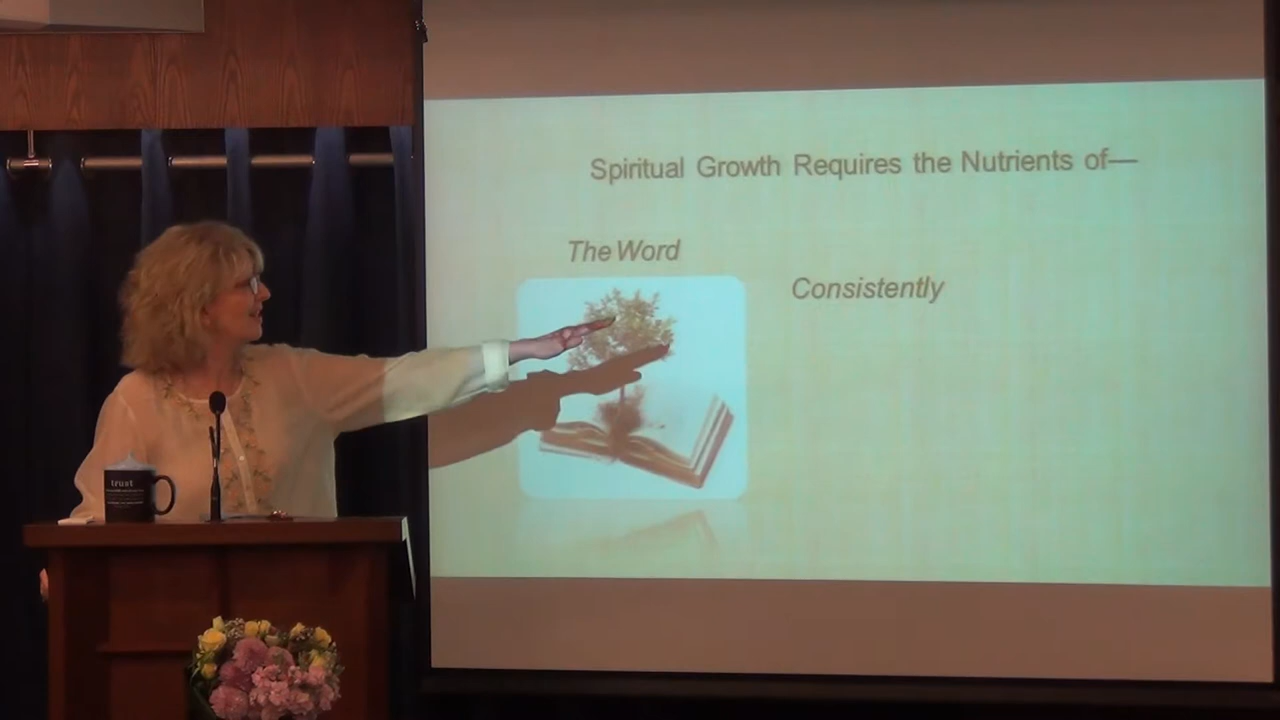 Spiritual Growth Requires the Nutrients of—
The Word
Consistently
trust